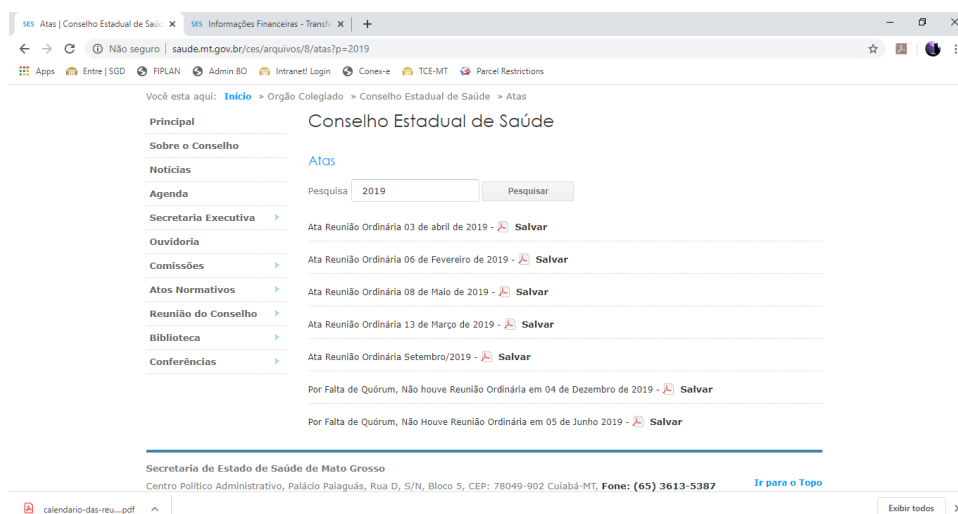 SES Atas | Conselho Estadual de Saúd
SES Informações Financeiras - Transfe
Não seguro | saude.mt.gov.br/ces/arquivos/8/atas?p=2019
Apps Entre | SGD FIPLAN Admin BO Intranet! Login Conex-e TCE-MT Parcel Restrictions
Você esta aqui: Início » Orgão Colegiado » Conselho Estadual de Saúde » Atas
Principal
Sobre o Conselho
Notícias
Agenda
Secretaria Executiva
Ouvidoria
Comissões
Atos Normativos
Reunião do Conselho
Biblioteca
Conferências
Conselho Estadual de Saúde
Atas
Pesquisa 2019 Pesquisar
Ata Reunião Ordinária 03 de abril de 2019 - Salvar
Ata Reunião Ordinária 06 de Fevereiro de 2019 - Salvar
Ata Reunião Ordinária 08 de Maio de 2019 - Salvar
Ata Reunião Ordinária 13 de Março de 2019 - Salvar
Ata Reunião Ordinária Setembro/2019 - Salvar
Por Falta de Quórum, Não houve Reunião Ordinária em 04 de Dezembro de 2019 - Salvar
Por Falta de Quórum, Não Houve Reunião Ordinária em 05 de Junho 2019 - Salvar
Secretaria de Estado de Saúde de Mato Grosso
Centro Político Administrativo, Palácio Paiaguás, Rua D, S/N, Bloco 5, CEP: 78049-902 Cuiabá-MT, Fone: (65) 3613-5387
Ir para o Topo
calendario-das-reu....pdf
Exibir todos